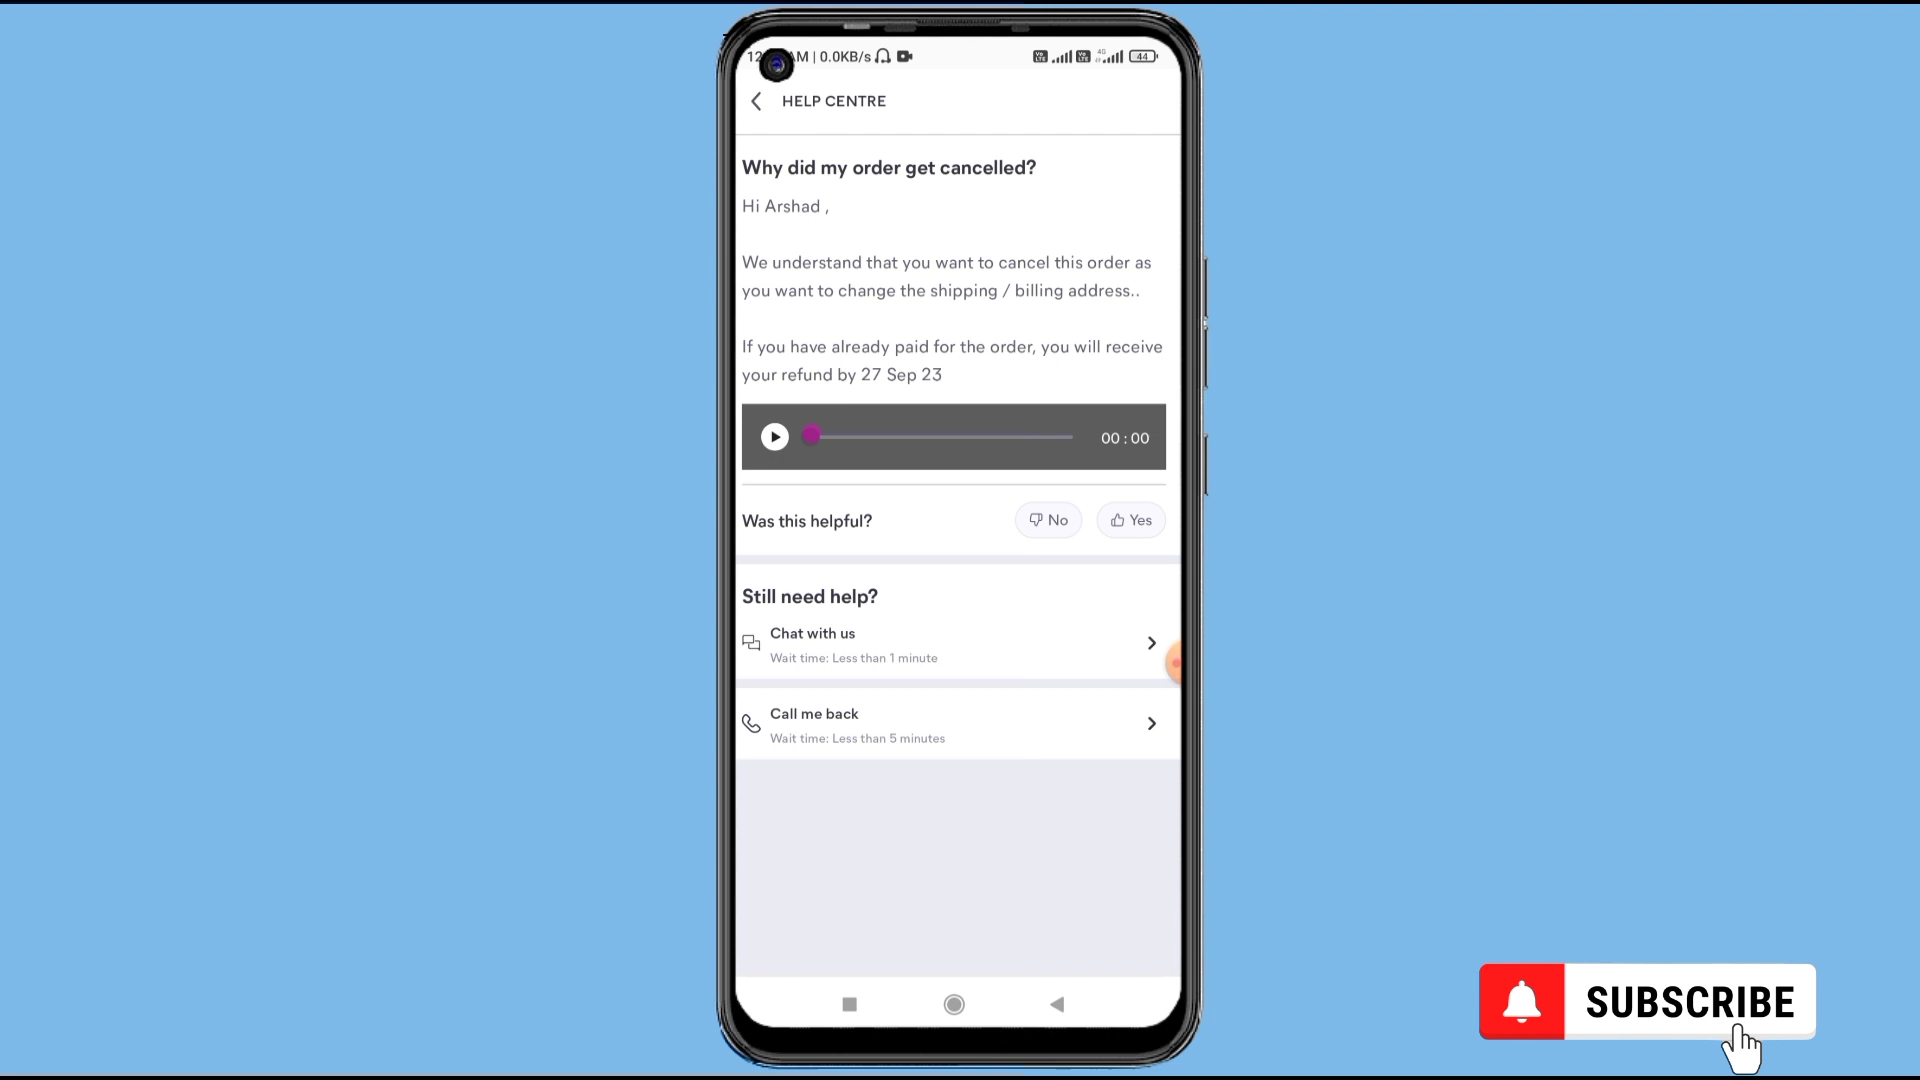 AM | 0.0KB/s 4G 44
HELP CENTRE
Why did my order get cancelled?
Hi Arshad ,
We understand that you want to cancel this order as
you want to change the shipping / billing address..
If you have already paid for the order, you will receive
your refund by 27 Sep 23
00 : 00
Was this helpful? No Yes
Still need help?
Chat with us
Wait time: Less than 1 minute
Call me back
Wait time: Less than 5 minutes
SUBSCRIBE